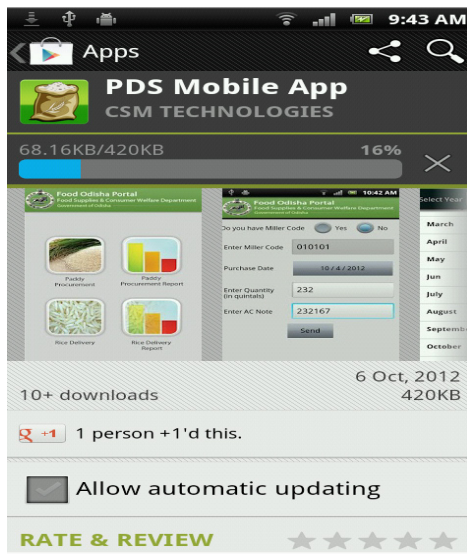 9:43 AM
Apps
PDS Mobile App
CSM TECHNOLOGIES
68.16KB/420KB 16%
Food Odisha Portal
Food Supplies & Consumer Welfare Department
Government of Odisha
Paddy
Procurement
Paddy
Procurement Report
Rice Delivery
Rice Delivery
Report
10:42 AM
Food Odisha Portal
Food Supplies & Consumer Welfare Department
Government of Odisha
Do you have Miller Code Yes No
Enter Miller Code 010101
Purchase Date 10 / 4 / 2012
Enter Quantity
(in quintals) 232
Enter AC Note 232167
Send
Select Year
March
April
May
Jun
July
August
Septemb
October
6 Oct, 2012
10+ downloads 420KB
g +1 1 person +1'd this.
Allow automatic updating
RATE & REVIEW